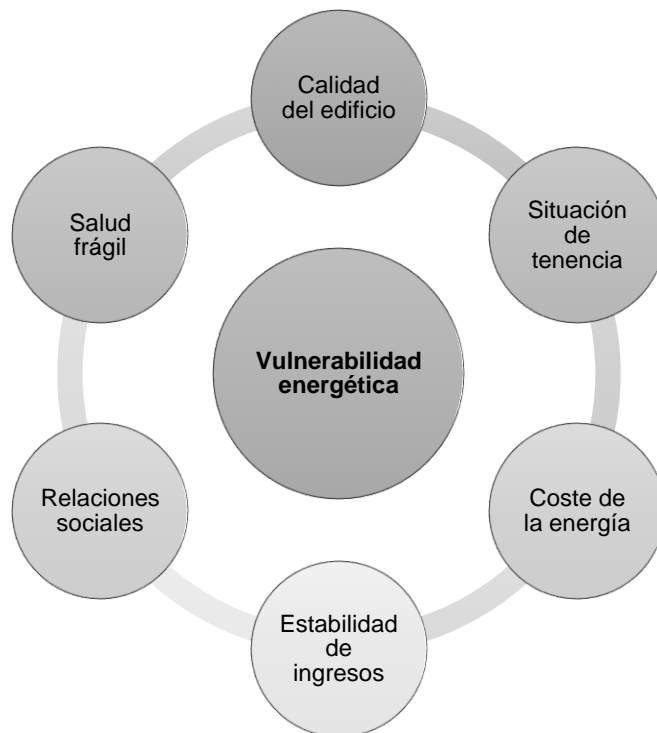 Calidad
del edificio
Situación
de
tenencia
Coste de
la energía
Estabilidad
de
ingresos
Relaciones
sociales
Salud
frágil
Vulnerabilidad
energética